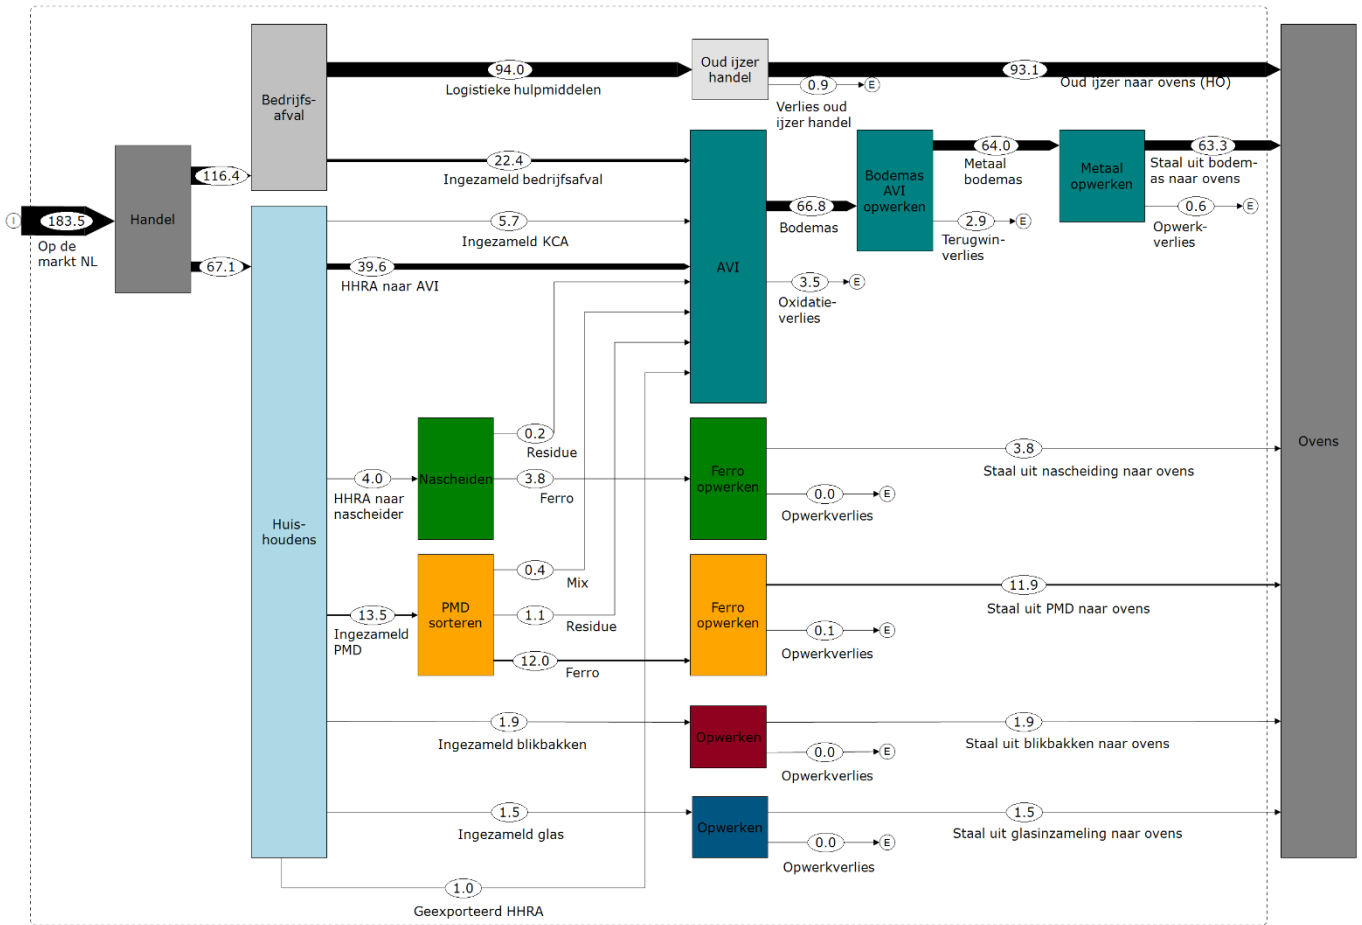 94.0
Logistieke hulpmiddelen
Oud ijzer
handel
93.1
Oud ijzer naar ovens (HO)
0.9
E
Verlies oud
ijzer handel
Bedrijfs-
afval
22.4
Ingezameld bedrijfsafval
116.4
Handel
I
183.5
Op de
markt NL
67.1
5.7
Ingezameld KCA
39.6
HHRA naar AVI
AVI
66.8
Bodemas
3.5
E
Oxidatie-
verlies
Bodemas
AVI
opwerken
64.0
Metaal
bodemas
2.9
E
Terugwin-
verlies
Metaal
opwerken
63.3
Staal uit bodem-
as naar ovens
0.6
E
Opwerk-
verlies
Ovens
Huis-
houdens
4.0
HHRA naar
nascheider
Nascheiden
0.2
Residue
3.8
Ferro
Ferro
opwerken
3.8
Staal uit nascheiding naar ovens
0.0
E
Opwerkverlies
13.5
Ingezameld
PMD
PMD
sorteren
0.4
Mix
1.1
Residue
12.0
Ferro
Ferro
opwerken
11.9
Staal uit PMD naar ovens
0.1
E
Opwerkverlies
1.9
Ingezameld blikbakken
Opwerken
1.9
Staal uit blikbakken naar ovens
0.0
E
Opwerkverlies
1.5
Ingezameld glas
Opwerken
1.5
Staal uit glasinzameling naar ovens
0.0
E
Opwerkverlies
1.0
Geexporteerd HHRA